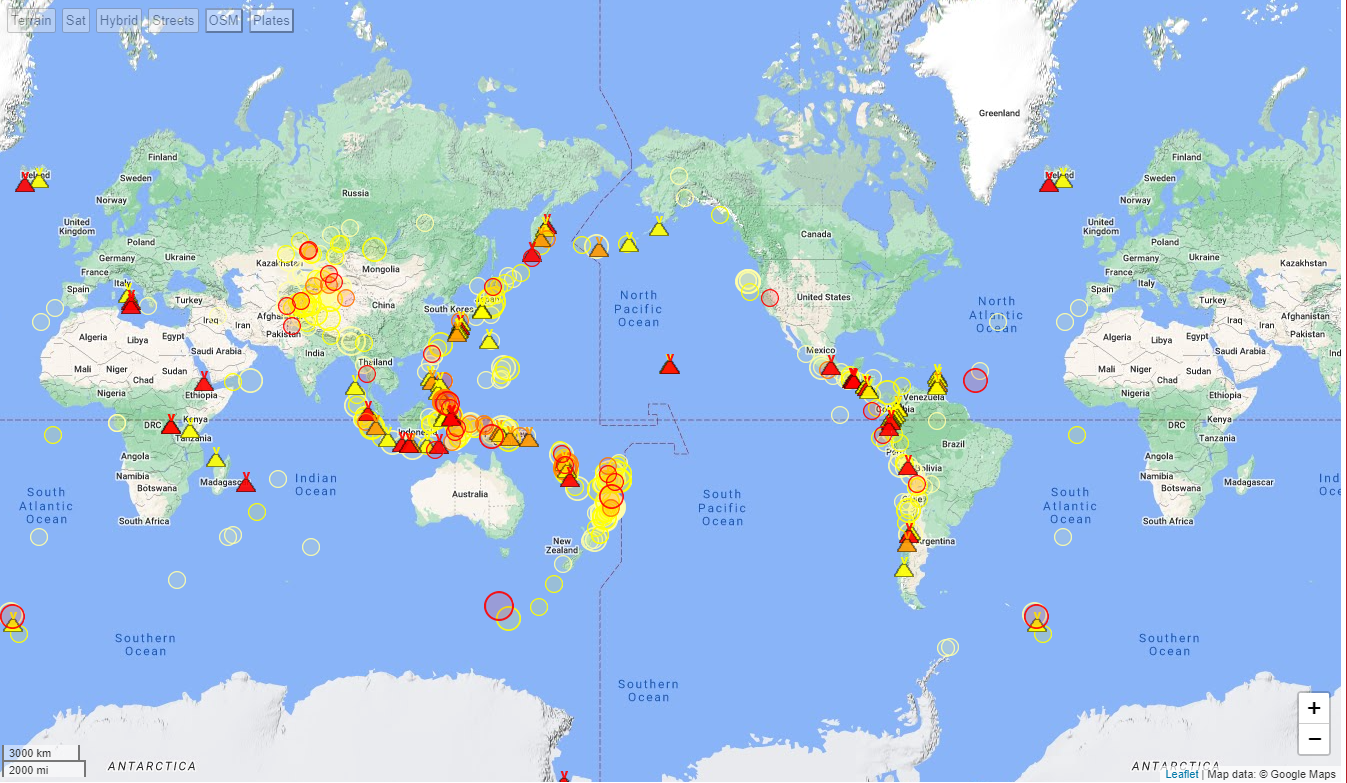 Terrain
Sat
Hybrid
Streets
OSM
Plates
Greenland
Iceland
Finland
Sweden
Norway
Russia
United
Kingdom
Poland
Germany
Ukraine
France
Kazakhstan
Mongolia
Italy
Spain
Turkey
China
South Korea
Japan
Iraq
Iran
Afghanistan
Pakistan
Algeria
Libya
Egypt
Saudi Arabia
India
Thailand
Mali
Niger
Sudan
Chad
Nigeria
Ethiopia
DRC
Kenya
Tanzania
Angola
Namibia
Botswana
Madagascar
South Africa
Indonesia
Australia
New
Zealand
South
Atlantic
Ocean
Indian
Ocean
Southern
Ocean
North
Pacific
Ocean
South
Pacific
Ocean
Southern
Ocean
Canada
United States
Mexico
Venezuela
Colombia
Brazil
Peru
Bolivia
Chile
Argentina
North
Atlantic
Ocean
South
Atlantic
Ocean
Southern
Ocean
Iceland
Finland
Sweden
Norway
United
Kingdom
Poland
Germany
Ukraine
France
Kazakhstan
Italy
Spain
Turkey
Iraq
Iran
Afghanistan
Pakistan
Algeria
Libya
Egypt
Saudi Arabia
Ind
Mali
Niger
Sudan
Chad
Nigeria
Ethiopia
DRC
Kenya
Tanzania
Angola
Namibia
Botswana
Madagascar
South Africa
Ind
Oce
ANTARCTICA
ANTARCTICA
+
−
3000 km
2000 mi
Leaflet | Map data: © Google Maps